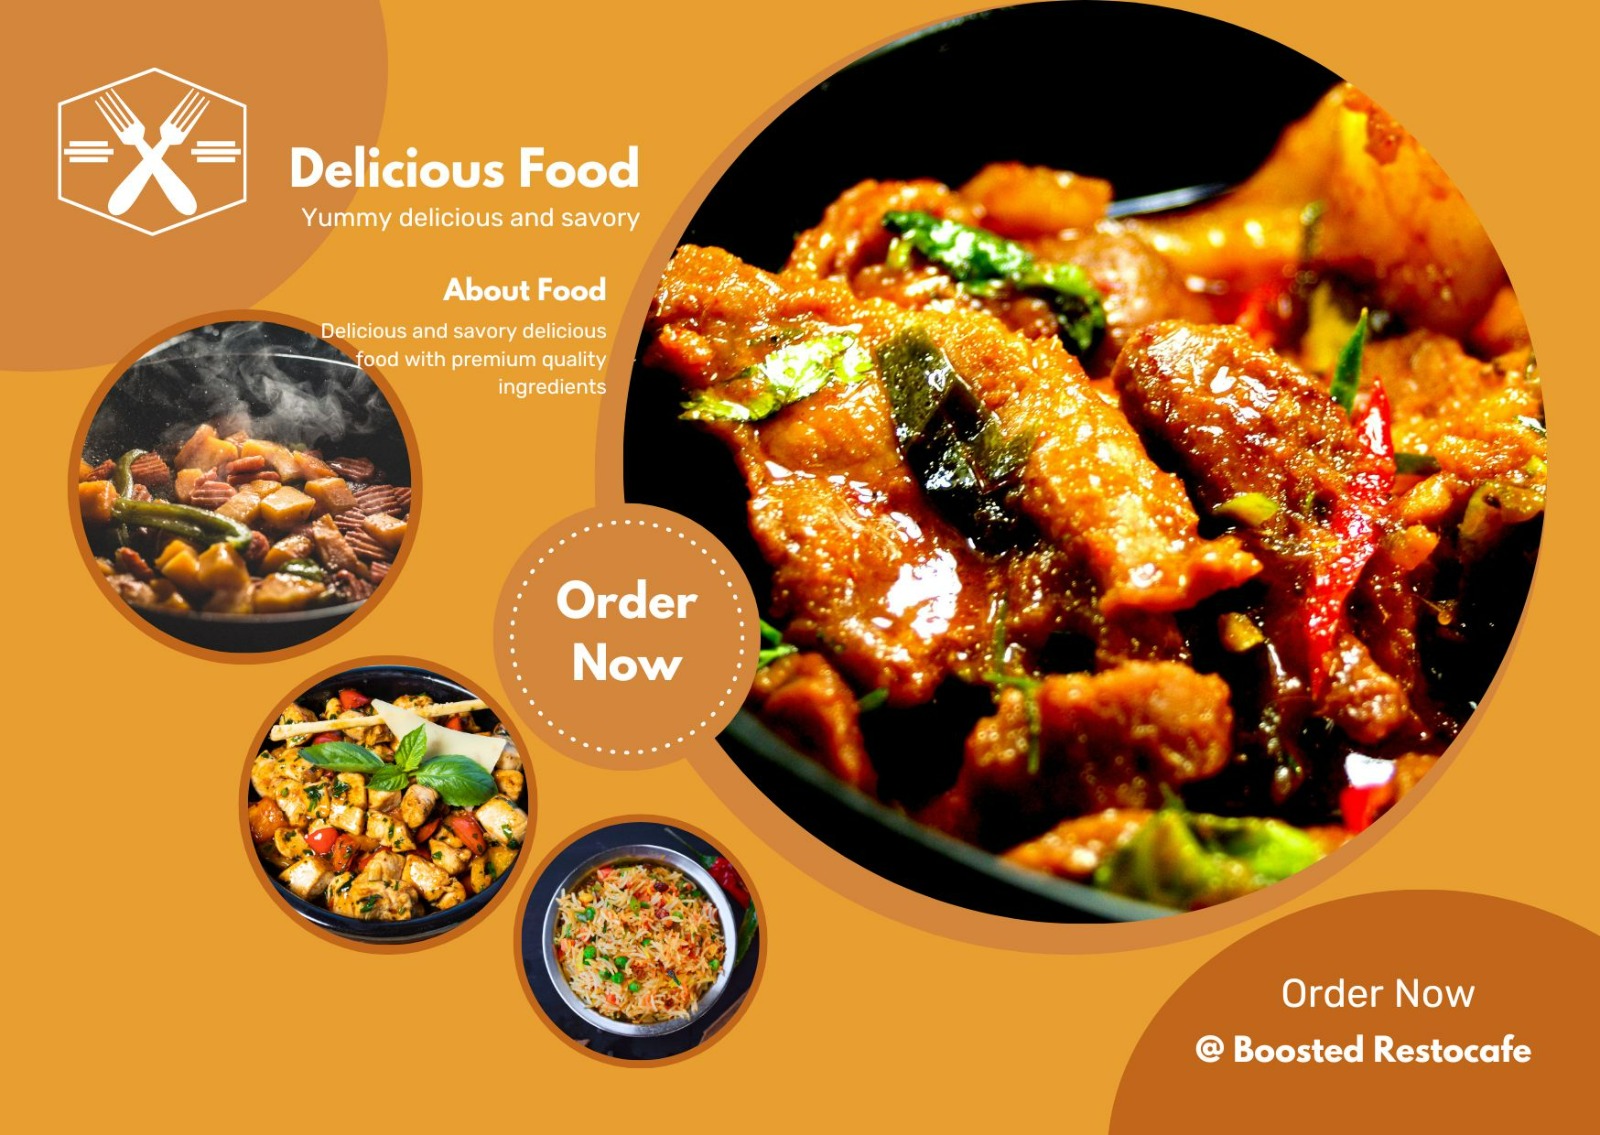 Delicious Food
Yummy delicious and savory
About Food
Delicious and savory delicious
food with premium quality
ingredients
Order
Now
Order Now
@ Boosted Restocafe